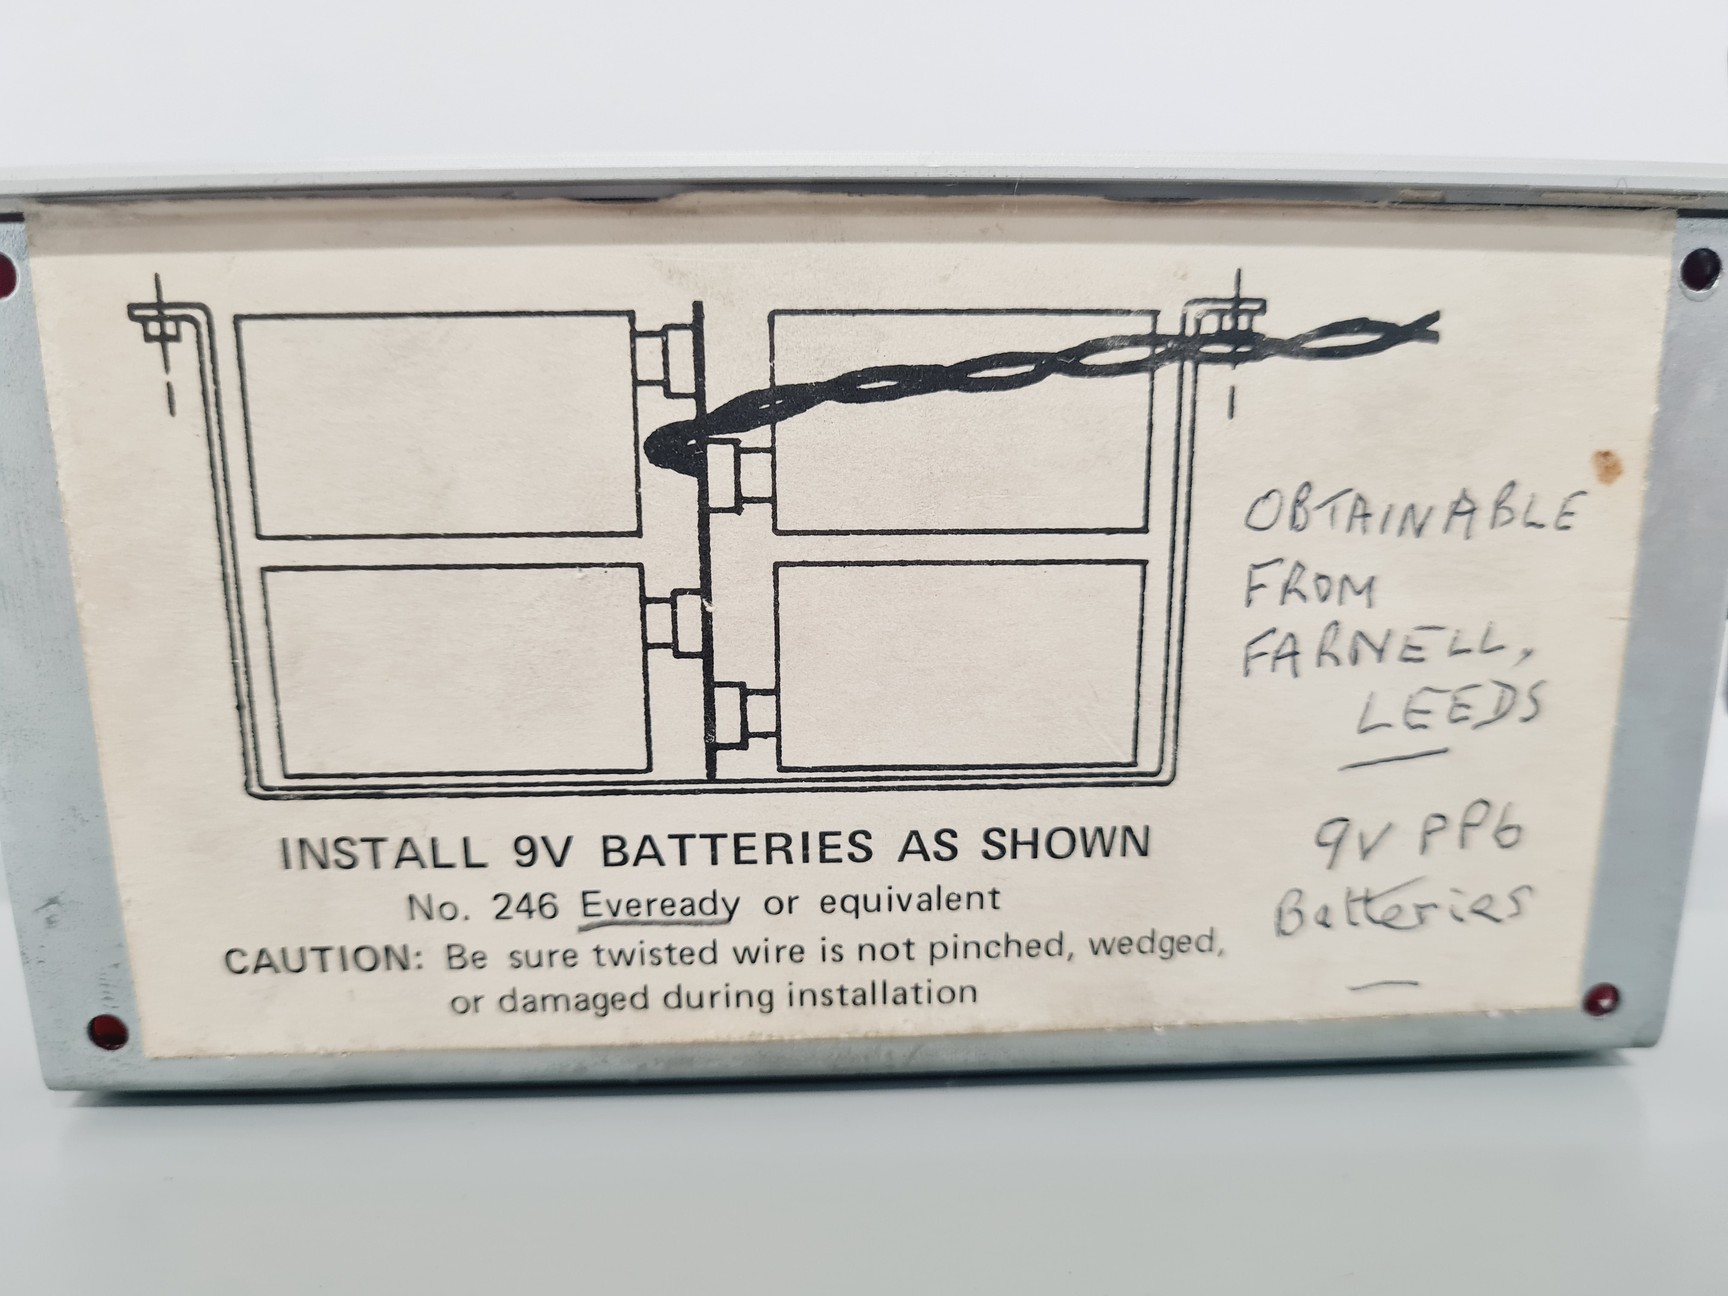 INSTALL 9V BATTERIES AS SHOWN
No. 246 Eveready or equivalent
CAUTION: Be sure twisted wire is not pinched, wedged,
or damaged during installation
OBTAINABLE
FROM
FARNELL,
LEEDS
9V PP6
Batteries